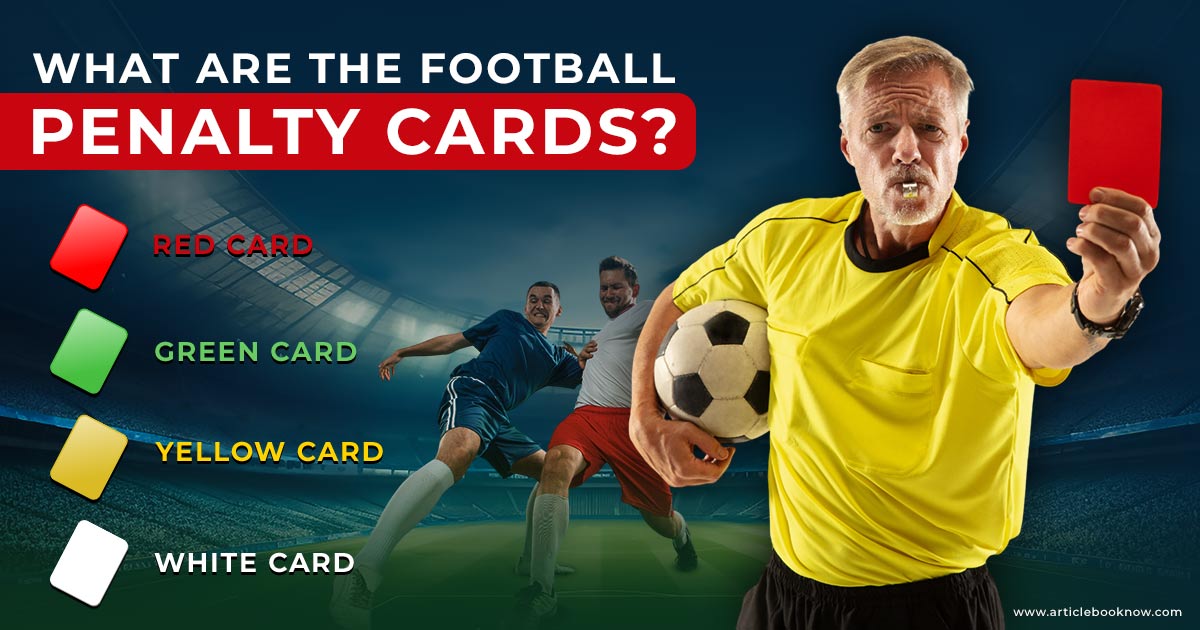 WHAT ARE THE FOOTBALL
PENALTY CARDS?
RED CARD
GREEN CARD
YELLOW CARD
WHITE CARD
www.articlebooknow.com